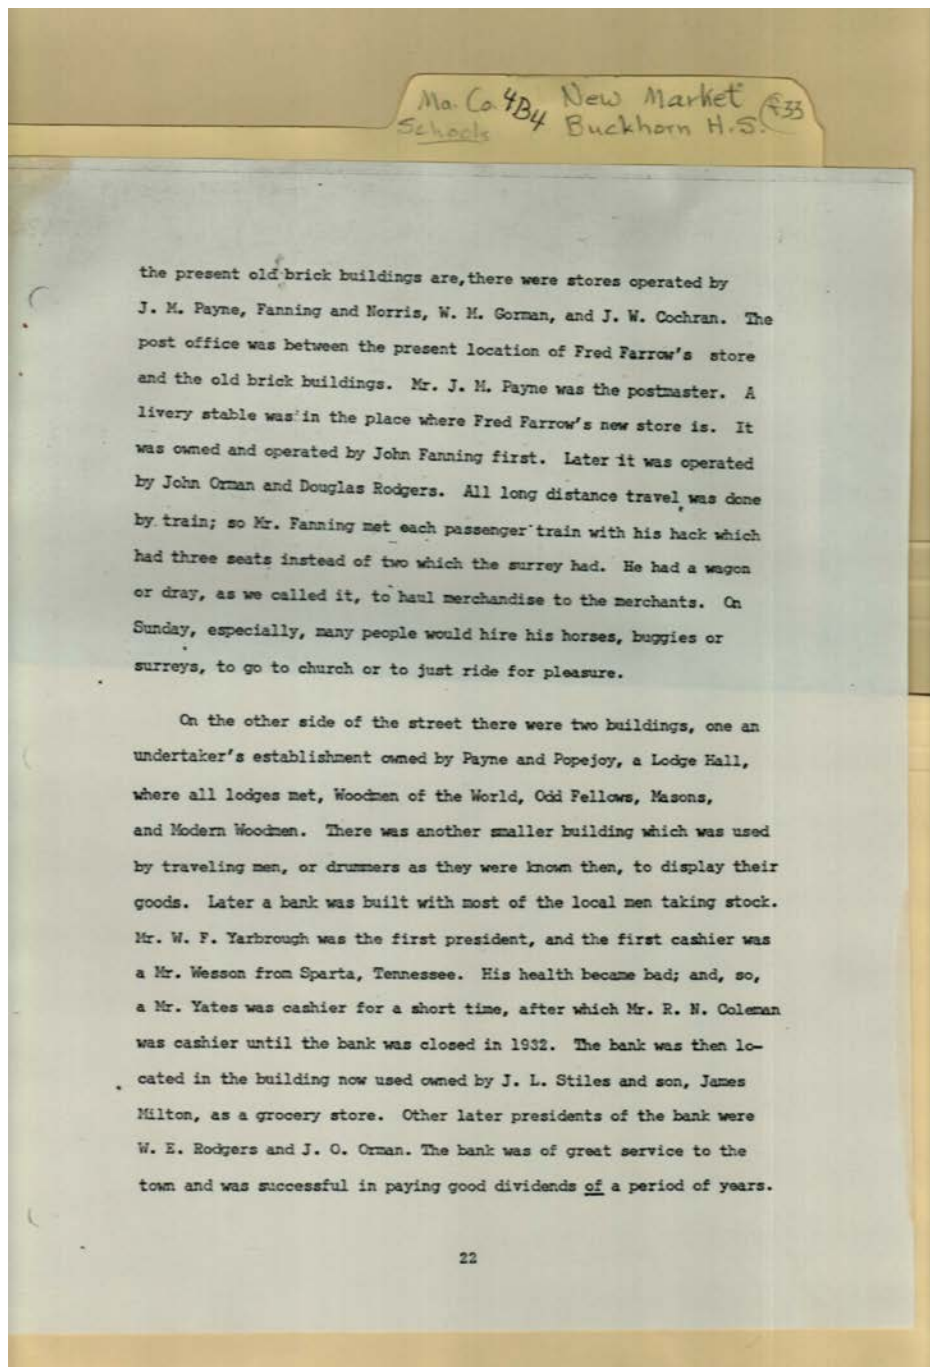 Ma. Co. 4B4 New Market
Schools Buckhorn H.S.
the present old brick buildings are, there were stores operated by
J. M. Payne, Fanning and Norris, W. M. Gorman, and J. W. Cochran. The
post office was between the present location of Fred Farrow's store
and the old brick buildings. Mr. J. M. Payne was the postmaster. A
livery stable was in the place where Fred Farrow's new store is. It
was owned and operated by John Fanning first. Later it was operated
by John Orman and Douglas Rodgers. All long distance travel was done
by train; so Mr. Fanning met each passenger train with his hack which
had three seats instead of two which the surrey had. He had a wagon
or dray, as we called it, to haul merchandise to the merchants. On
Sunday, especially, many people would hire his horses, buggies or
surreys, to go to church or to just ride for pleasure.
On the other side of the street there were two buildings, one an
undertaker's establishment owned by Payne and Popejoy, a Lodge Hall,
where all lodges met, Woodmen of the World, Odd Fellows, Masons,
and Modern Woodmen. There was another smaller building which was used
by traveling men, or drummers as they were known then, to display their
goods. Later a bank was built with most of the local men taking stock.
Mr. W. F. Yarbrough was the first president, and the first cashier was
a Mr. Wesson from Sparta, Tennessee. His health became bad; and, so,
a Mr. Yates was cashier for a short time, after which Mr. R. N. Coleman
was cashier until the bank was closed in 1932. The bank was then lo-
cated in the building now used owned by J. L. Stiles and son, James
Milton, as a grocery store. Other later presidents of the bank were
W. E. Rodgers and J. O. Orman. The bank was of great service to the
town and was successful in paying good dividends of a period of years.
22